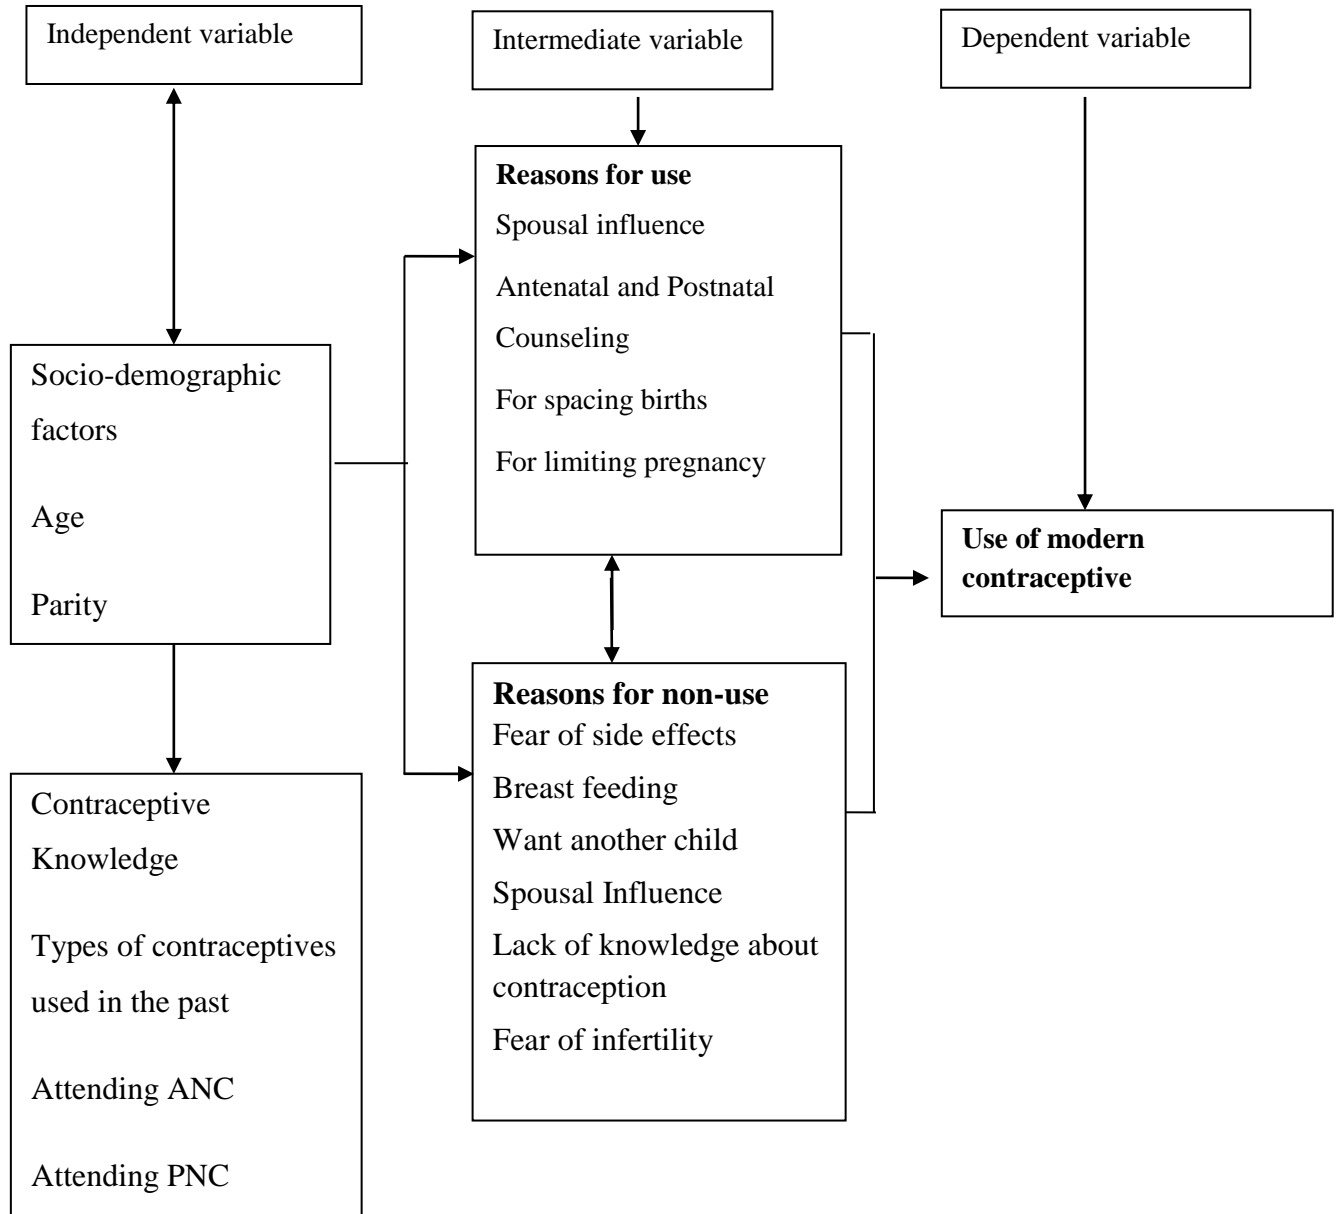 Independent variable
Intermediate variable
Dependent variable
Reasons for use
Spousal influence
Antenatal and Postnatal
Counseling
For spacing births
For limiting pregnancy
Socio-demographic
factors
Age
Parity
Use of modern
contraceptive
Reasons for non-use
Fear of side effects
Breast feeding
Want another child
Spousal Influence
Lack of knowledge about
contraception
Fear of infertility
Contraceptive
Knowledge
Types of contraceptives
used in the past
Attending ANC
Attending PNC